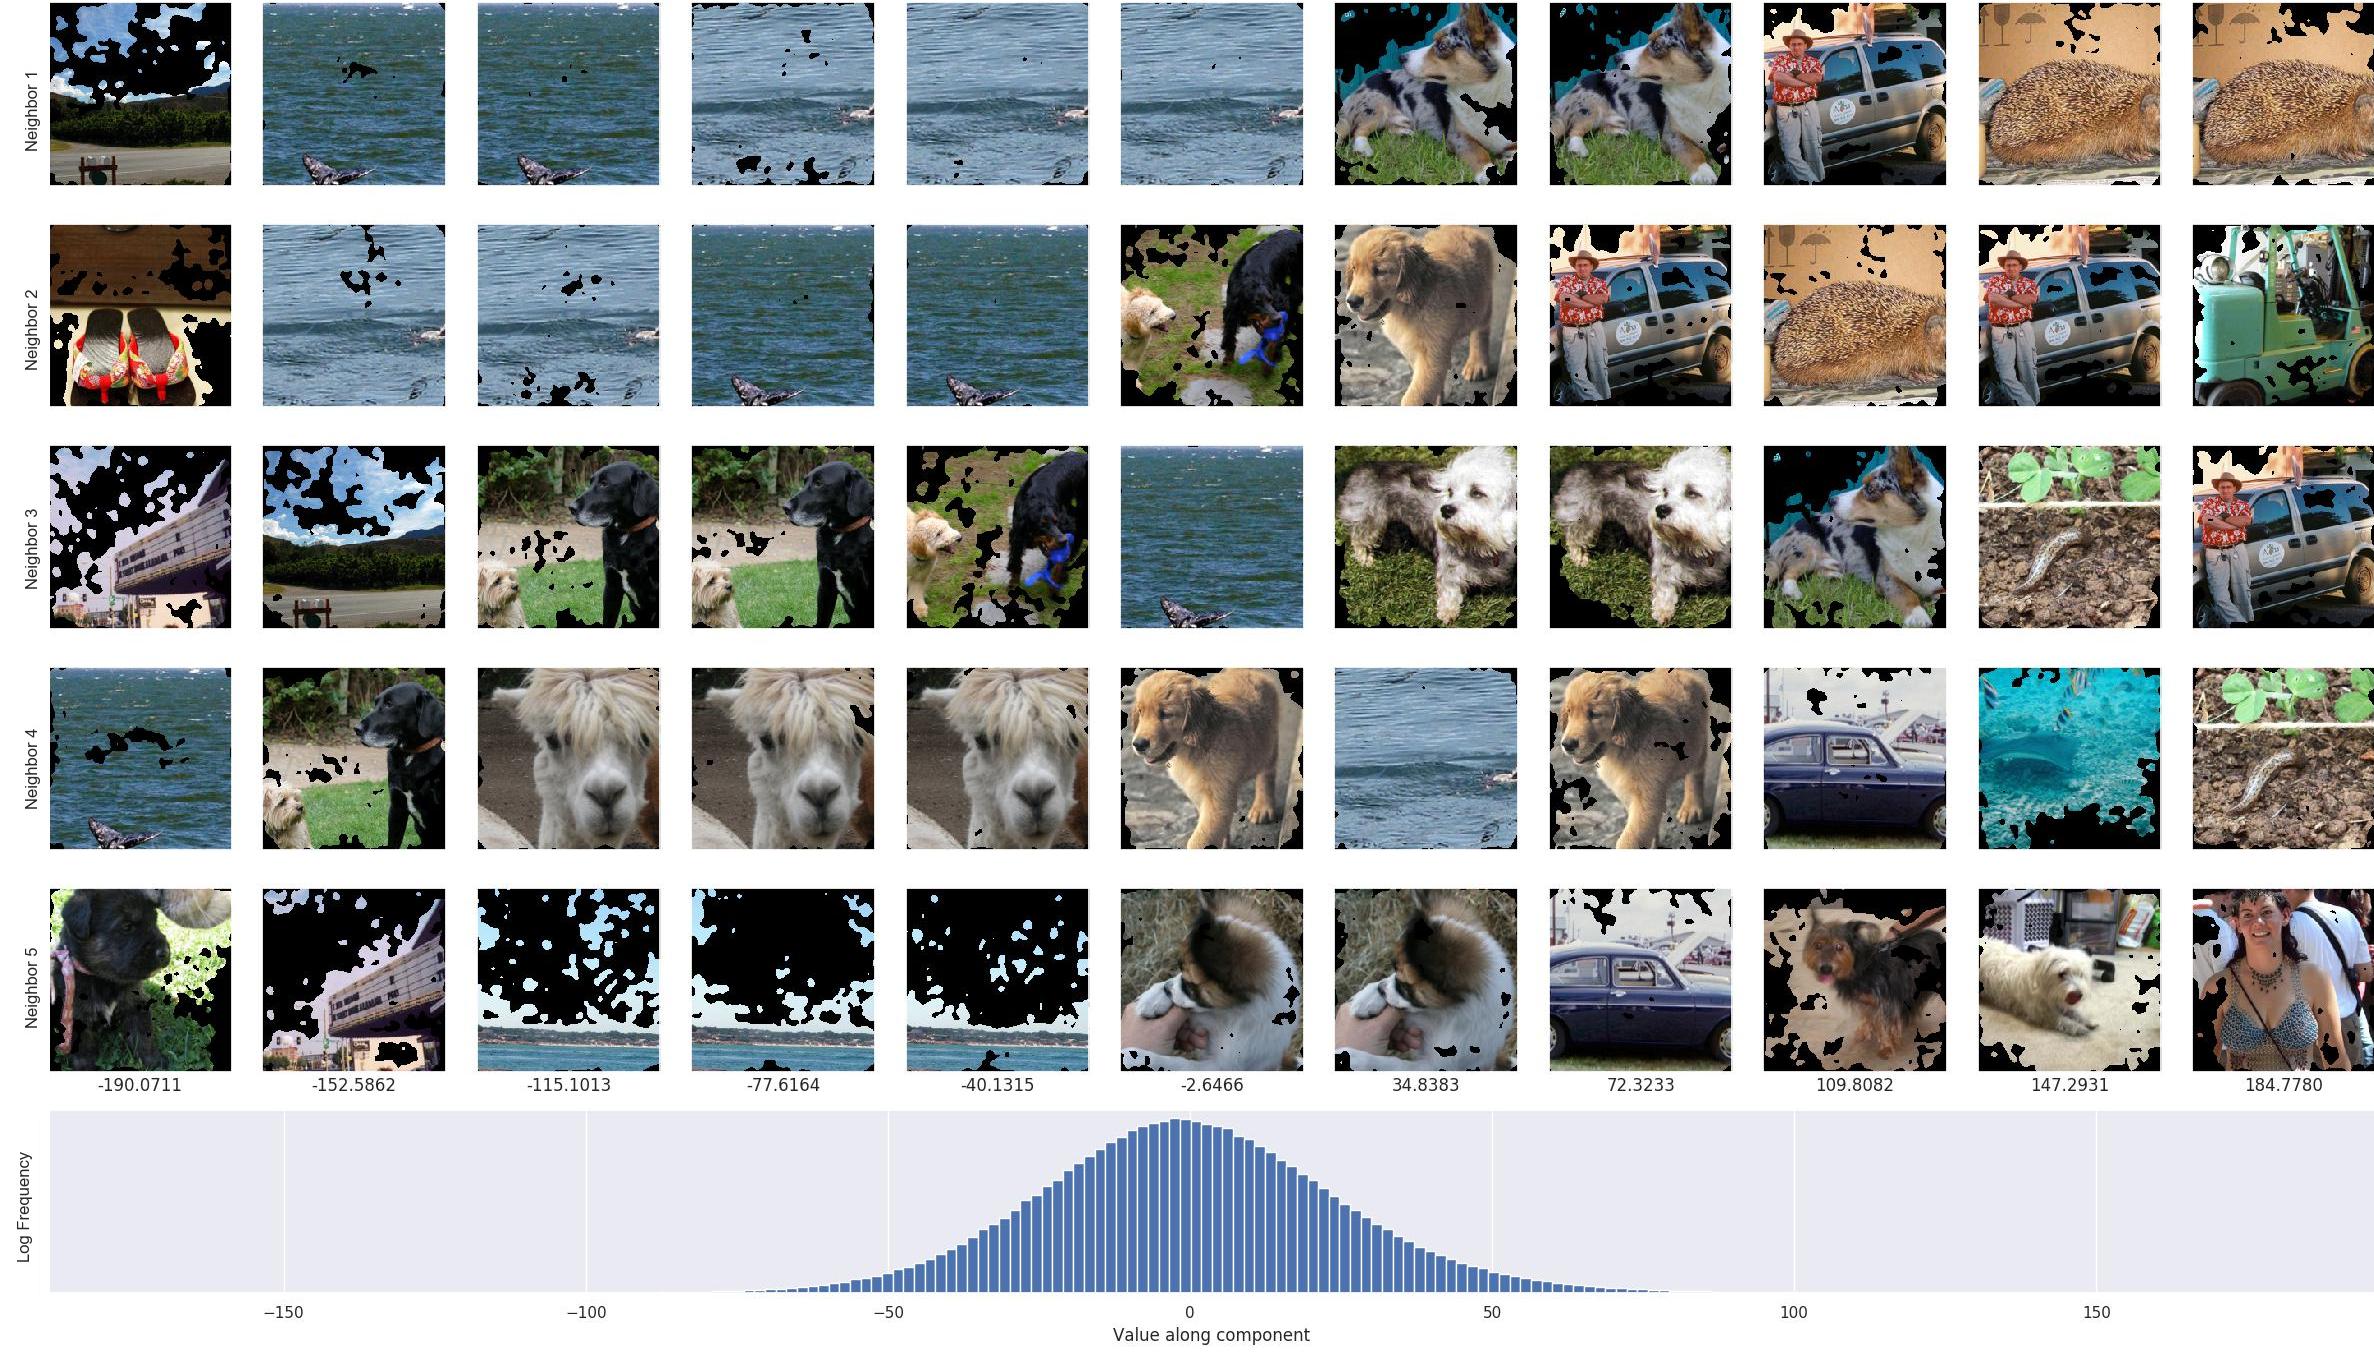 Neighbor 1
Neighbor 2
Neighbor 3
Neighbor 4
Neighbor 5
-190.0711 -152.5862 -115.1013 -77.6164 -40.1315 -2.6466 34.8383 72.3233 109.8082 147.2931 184.7780
Log Frequency
−150 −100 −50 0 50 100 150
Value along component